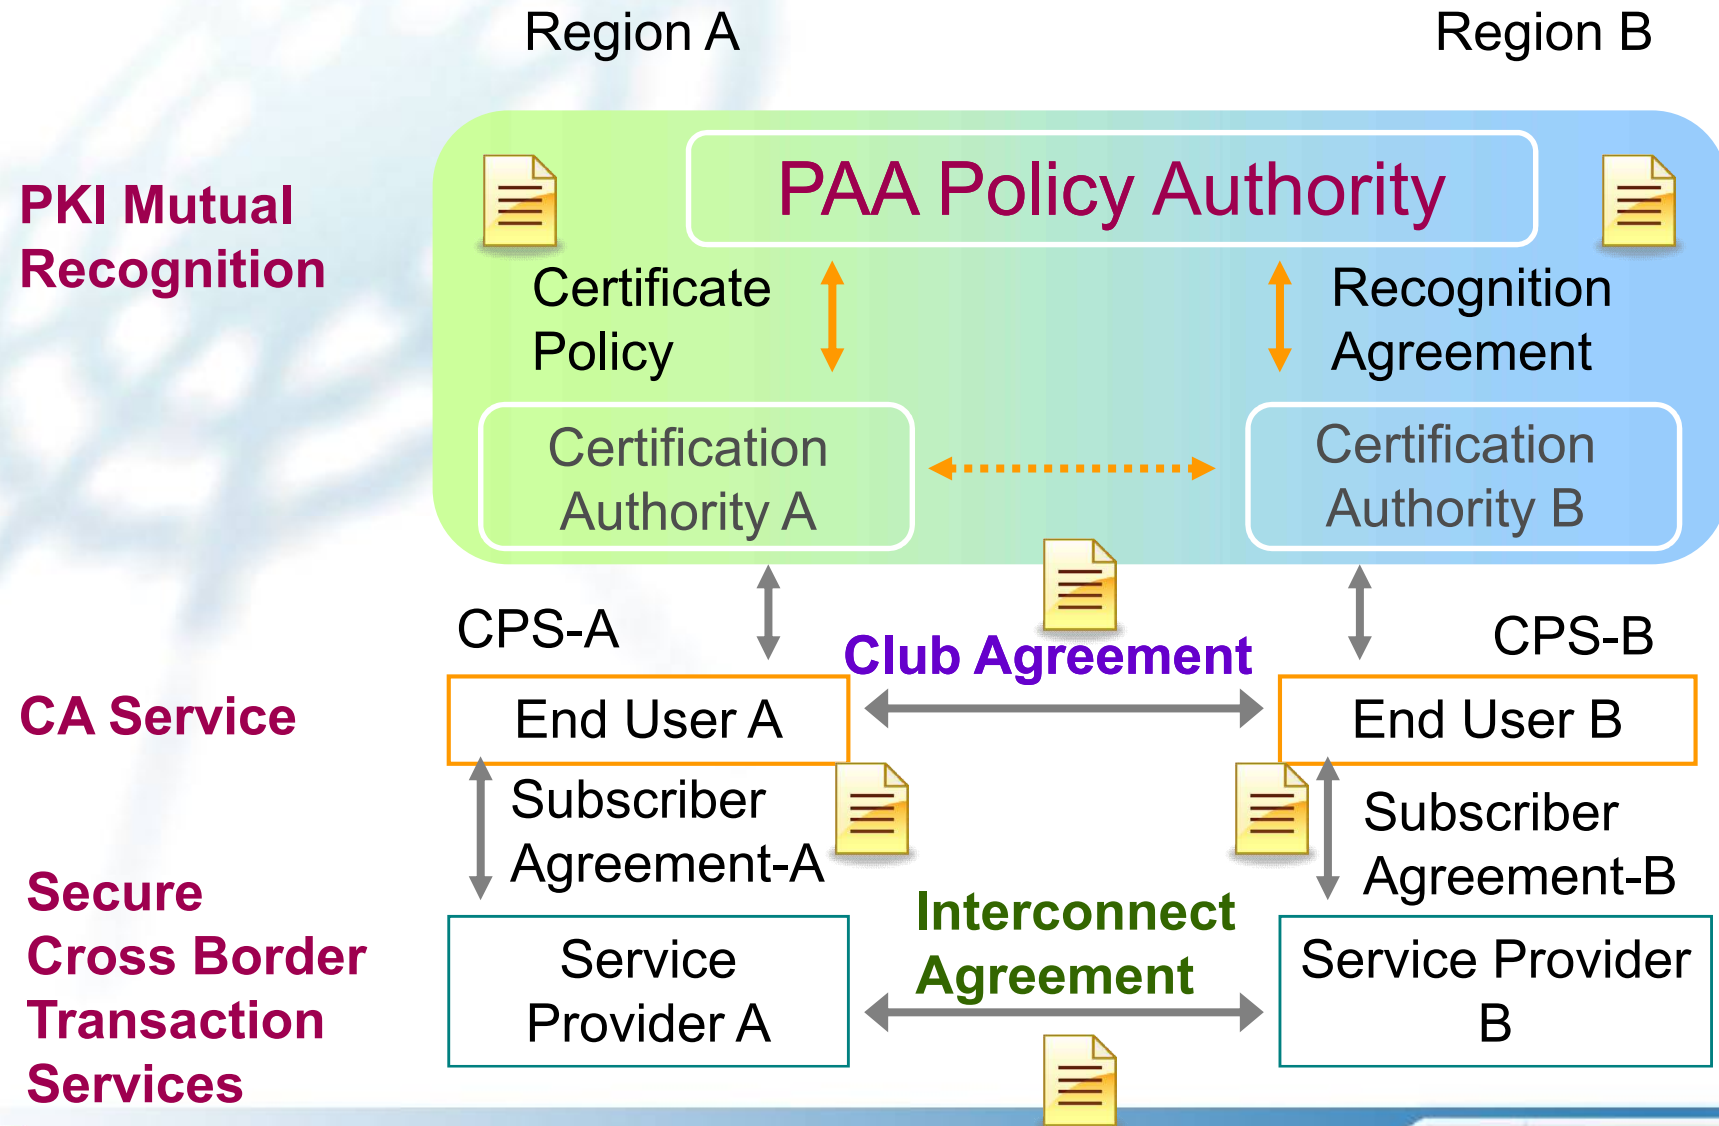 Region A
Region B
PAA Policy Authority
PKI Mutual
Recognition
Certificate
Policy
Recognition
Agreement
Certification
Authority A
Certification
Authority B
CPS-A
CPS-B
Club Agreement
CA Service
End User A
End User B
Subscriber
Agreement-A
Subscriber
Agreement-B
Secure
Cross Border
Transaction
Services
Interconnect
Agreement
Service
Provider A
Service Provider
B